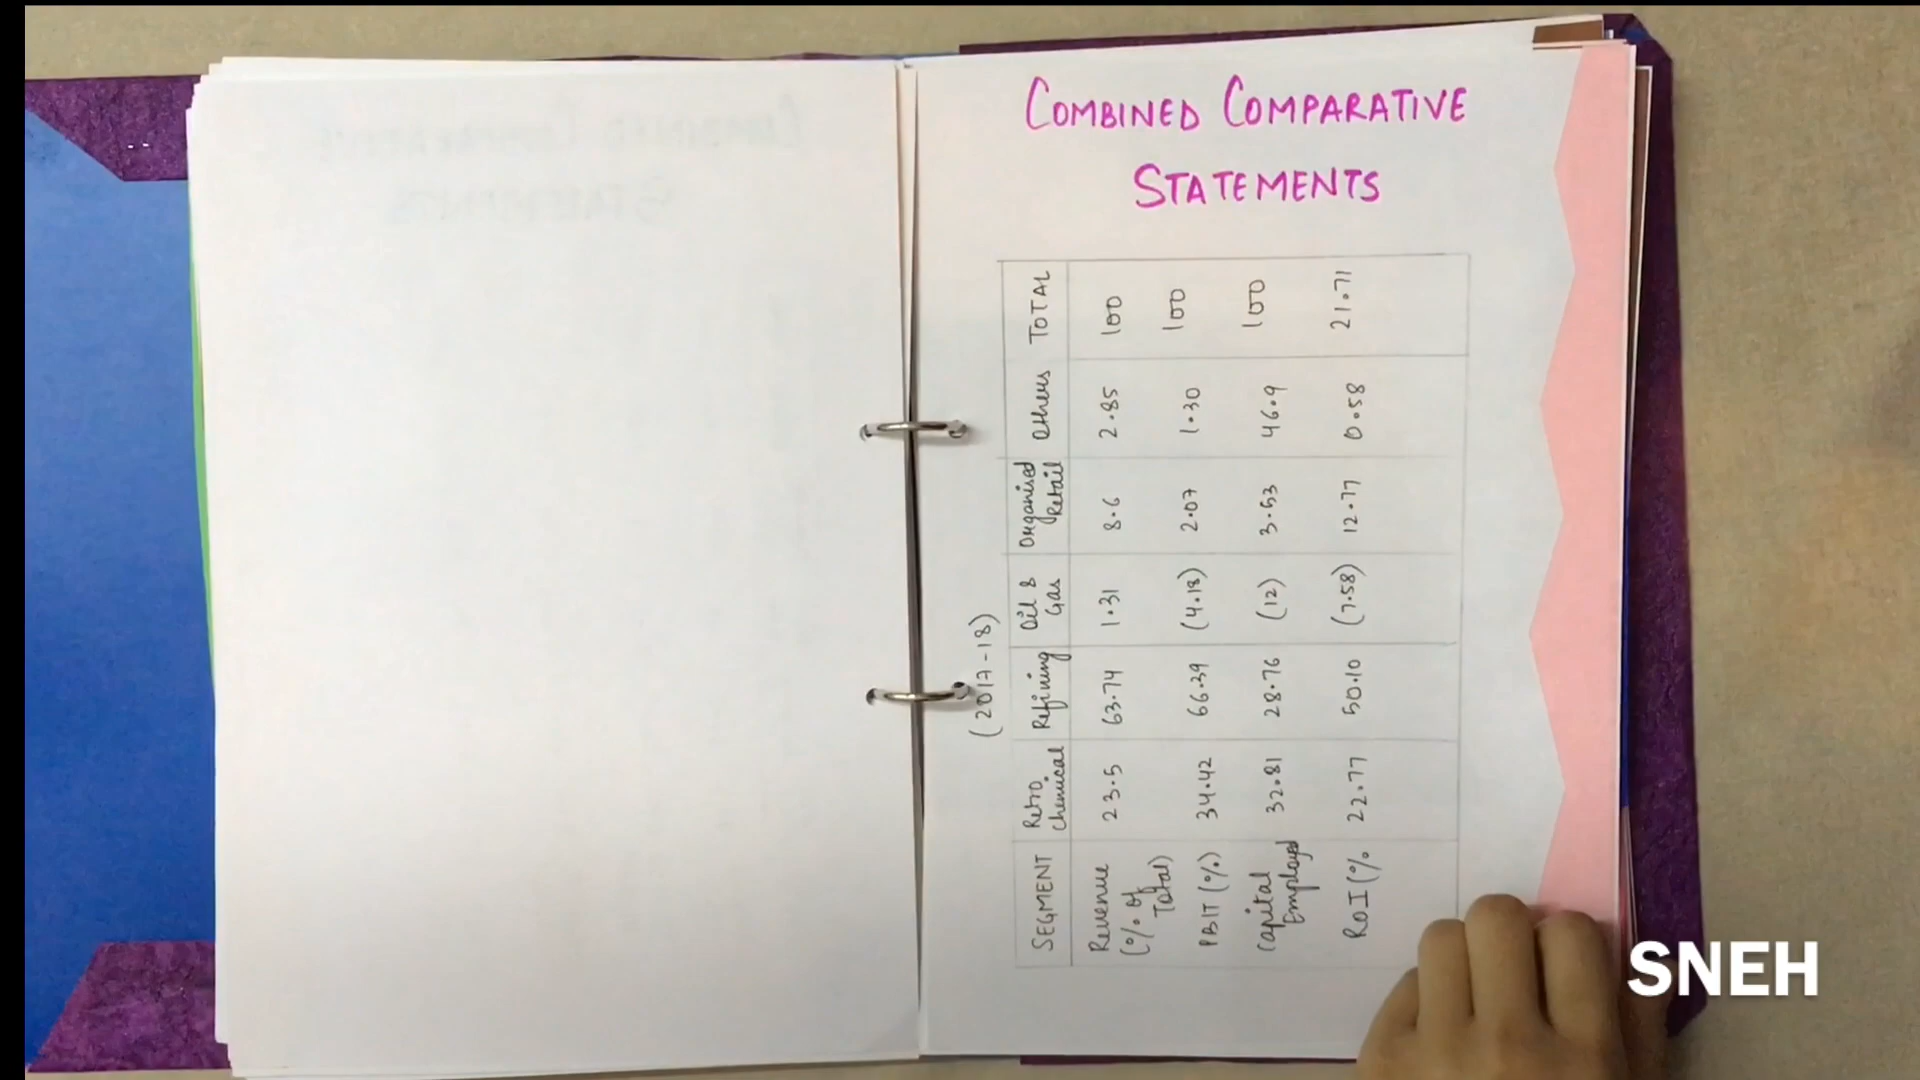 COMBINED COMPARATIVE
STATEMENTS
(2017-18)
SEGMENT Retro Chemical Refining Oil & Gas Organised Retail Others TOTAL
Revenue (% of Total) 23.5 63.74 1.31 8.6 2.85 100
PBIT (%) 34.42 66.39 (4.18) 2.07 1.30 100
Capital Employed 32.81 28.76 (12) 3.53 46.9 100
ROI (% 22.77 50.10 (7.58) 12.77 0.58 21.71
SNEH